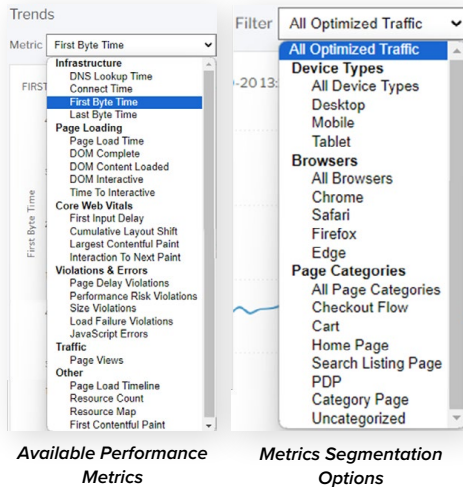 Trends
Metric First Byte Time
Infrastructure
DNS Lookup Time
Connect Time
First Byte Time
Last Byte Time
Page Loading
Page Load Time
DOM Complete
DOM Content Loaded
DOM Interactive
Time To Interactive
Core Web Vitals
First Input Delay
Cumulative Layout Shift
Largest Contentful Paint
Interaction To Next Paint
Violations & Errors
Page Delay Violations
Performance Risk Violations
Size Violations
Load Failure Violations
JavaScript Errors
Traffic
Page Views
Other
Page Load Timeline
Resource Count
Resource Map
First Contentful Paint
FIRST
First Byte Time
Available Performance
Metrics
Filter All Optimized Traffic
All Optimized Traffic
Device Types
All Device Types
Desktop
Mobile
Tablet
Browsers
All Browsers
Chrome
Safari
Firefox
Edge
Page Categories
All Page Categories
Checkout Flow
Cart
Home Page
Search Listing Page
PDP
Category Page
Uncategorized
-20 13:
Metrics Segmentation
Options